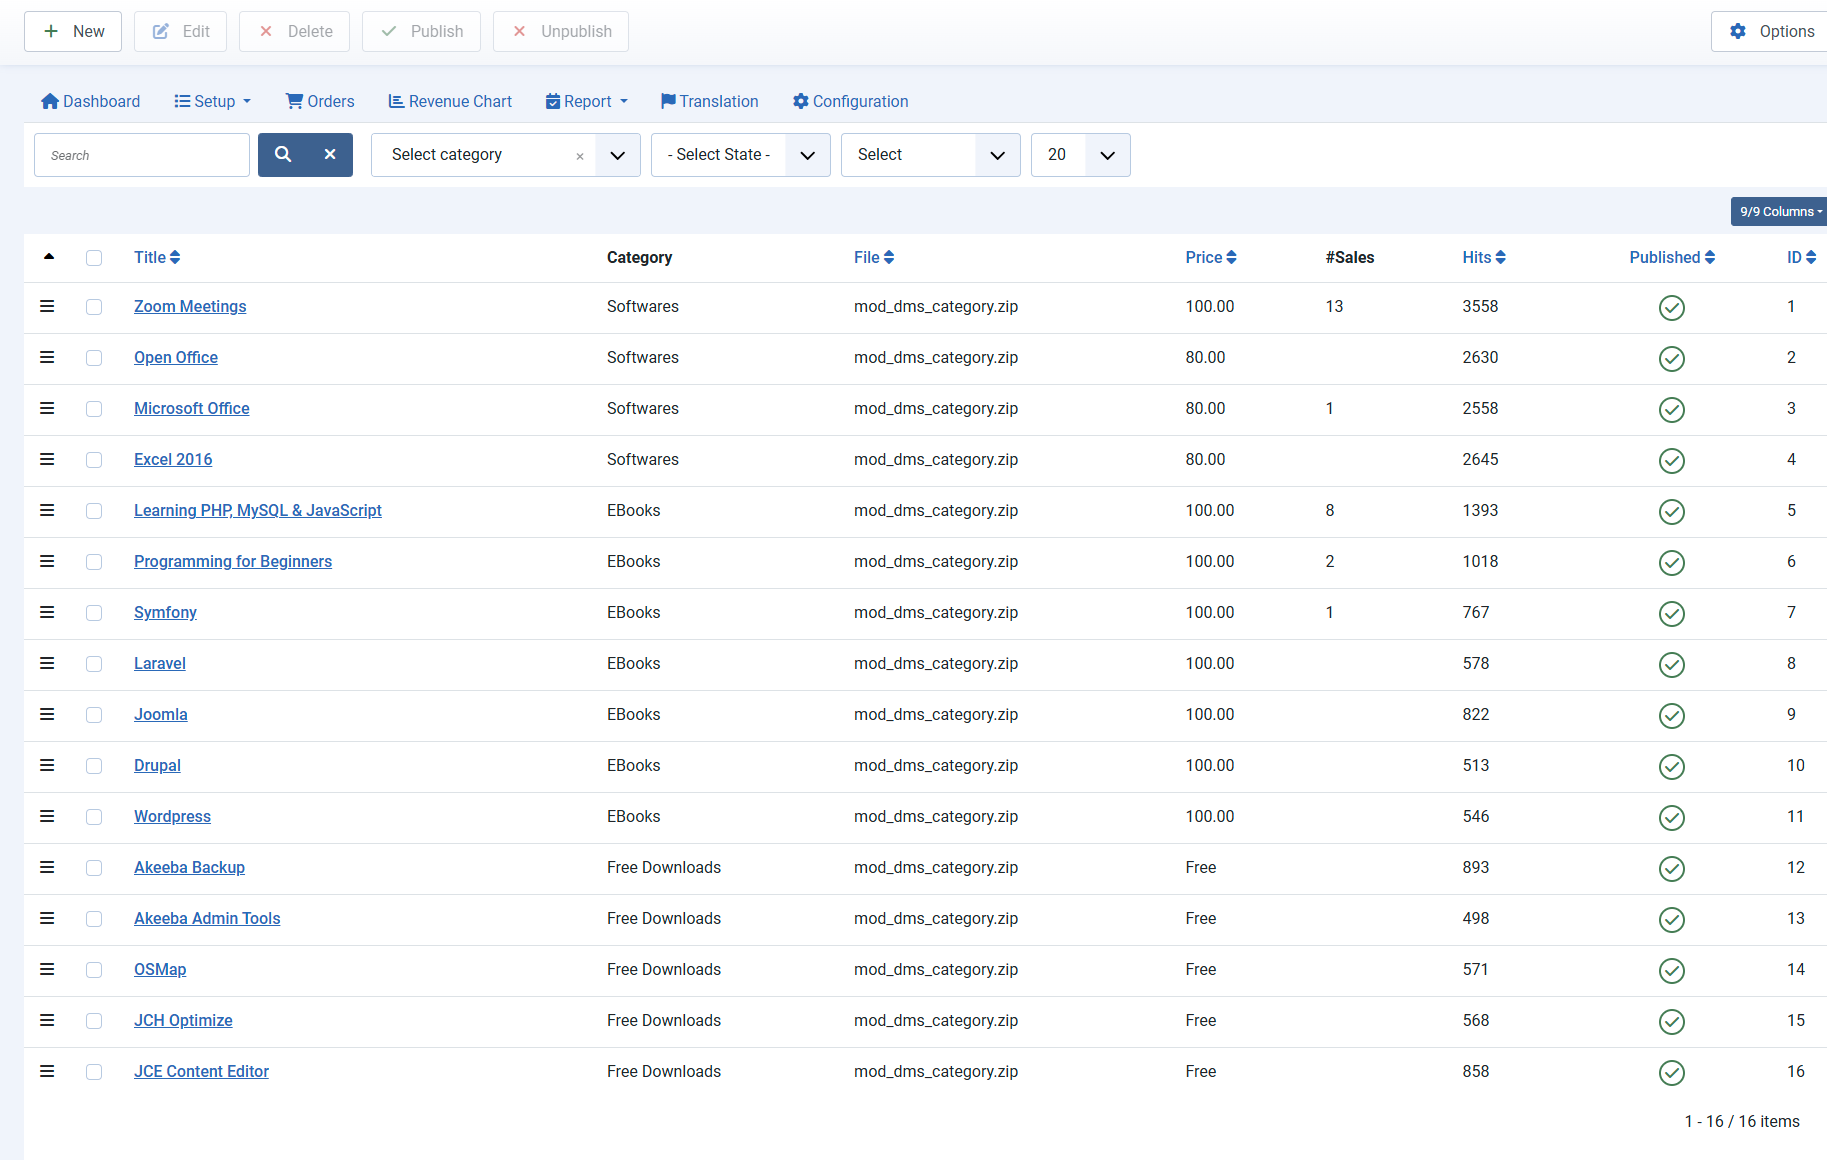 New Edit Delete Publish Unpublish Options
Dashboard Setup Orders Revenue Chart Report Translation Configuration
Search Select category × - Select State - Select 20
9/9 Columns
Title Category File Price #Sales Hits Published ID
Zoom Meetings Softwares mod_dms_category.zip 100.00 13 3558 1
Open Office Softwares mod_dms_category.zip 80.00 2630 2
Microsoft Office Softwares mod_dms_category.zip 80.00 1 2558 3
Excel 2016 Softwares mod_dms_category.zip 80.00 2645 4
Learning PHP, MySQL & JavaScript EBooks mod_dms_category.zip 100.00 8 1393 5
Programming for Beginners EBooks mod_dms_category.zip 100.00 2 1018 6
Symfony EBooks mod_dms_category.zip 100.00 1 767 7
Laravel EBooks mod_dms_category.zip 100.00 578 8
Joomla EBooks mod_dms_category.zip 100.00 822 9
Drupal EBooks mod_dms_category.zip 100.00 513 10
Wordpress EBooks mod_dms_category.zip 100.00 546 11
Akeeba Backup Free Downloads mod_dms_category.zip Free 893 12
Akeeba Admin Tools Free Downloads mod_dms_category.zip Free 498 13
OSMap Free Downloads mod_dms_category.zip Free 571 14
JCH Optimize Free Downloads mod_dms_category.zip Free 568 15
JCE Content Editor Free Downloads mod_dms_category.zip Free 858 16
1 - 16 / 16 items